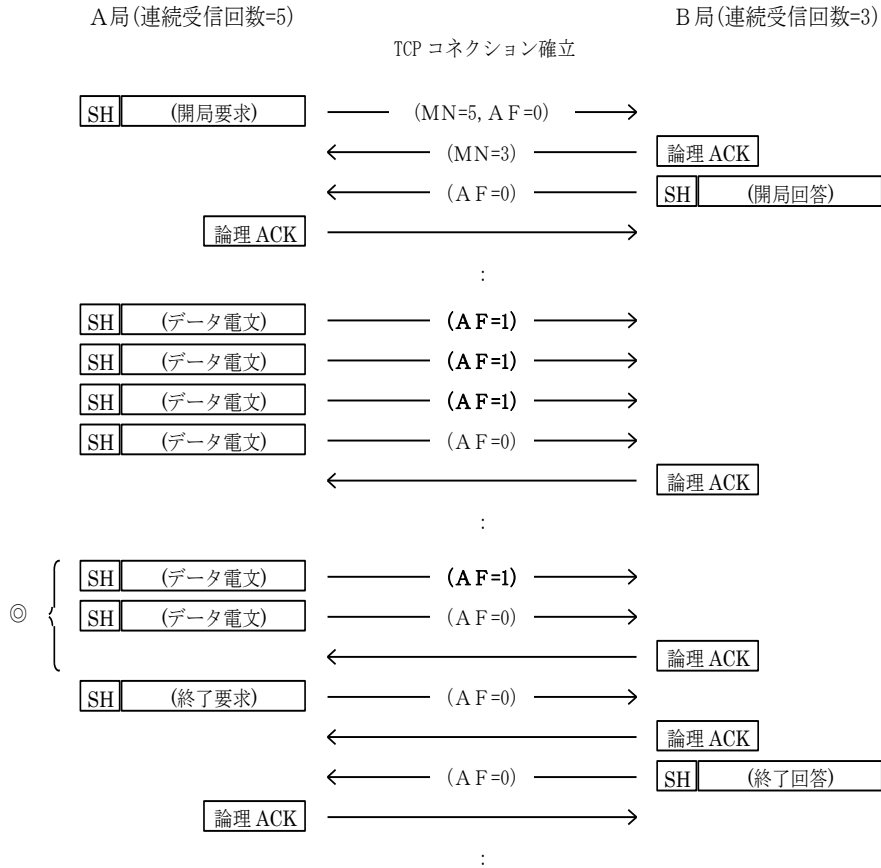 A局(連続受信回数=5) B局(連続受信回数=3)
TCP コネクション確立
SH (開局要求) (MN=5, AF=0)
(MN=3) 論理 ACK
(AF=0) SH (開局回答)
論理 ACK
:
SH (データ電文) (AF=1)
SH (データ電文) (AF=1)
SH (データ電文) (AF=1)
SH (データ電文) (AF=0)
論理 ACK
:
SH (データ電文) (AF=1)
◎ SH (データ電文) (AF=0)
論理 ACK
SH (終了要求) (AF=0)
論理 ACK
(AF=0) SH (終了回答)
論理 ACK
: